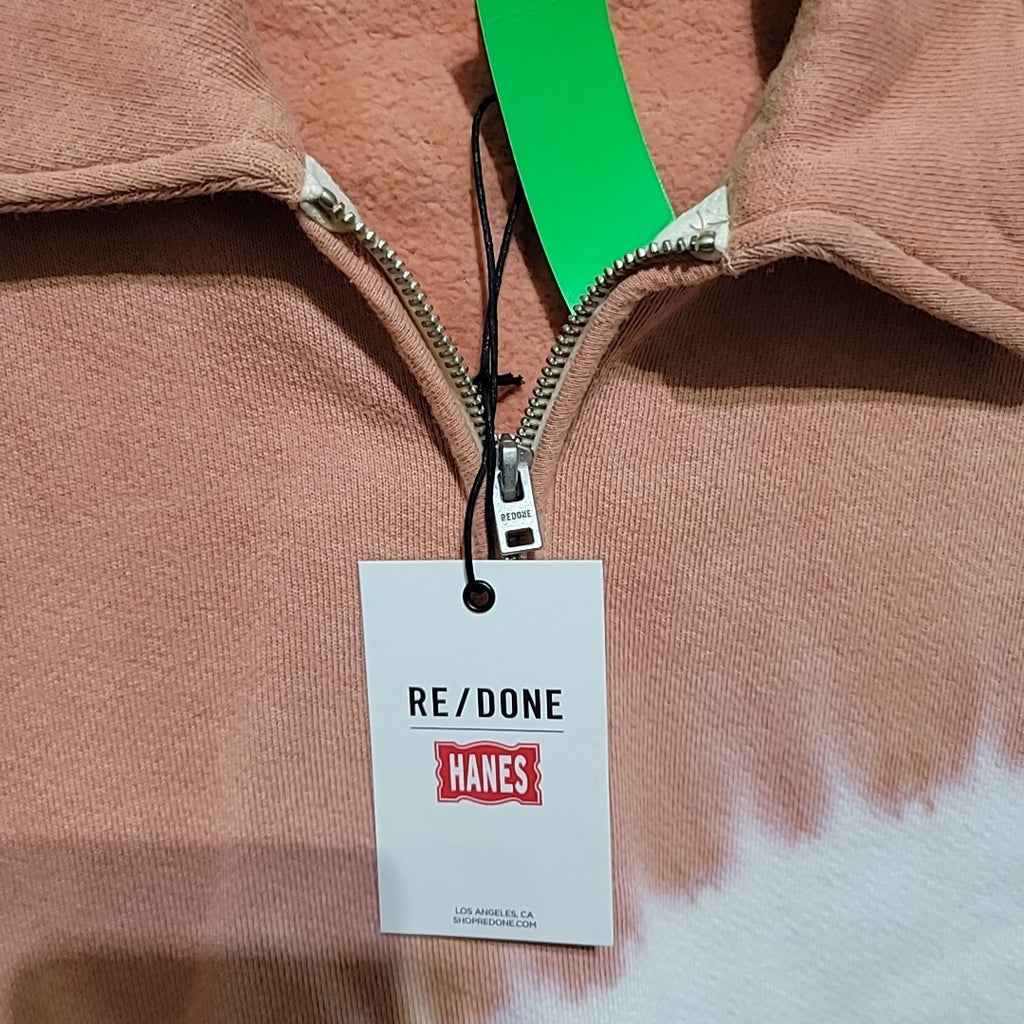 REDONE
RE/DONE
HANES
LOS ANGELES, CA
SHOPREDONE.COM